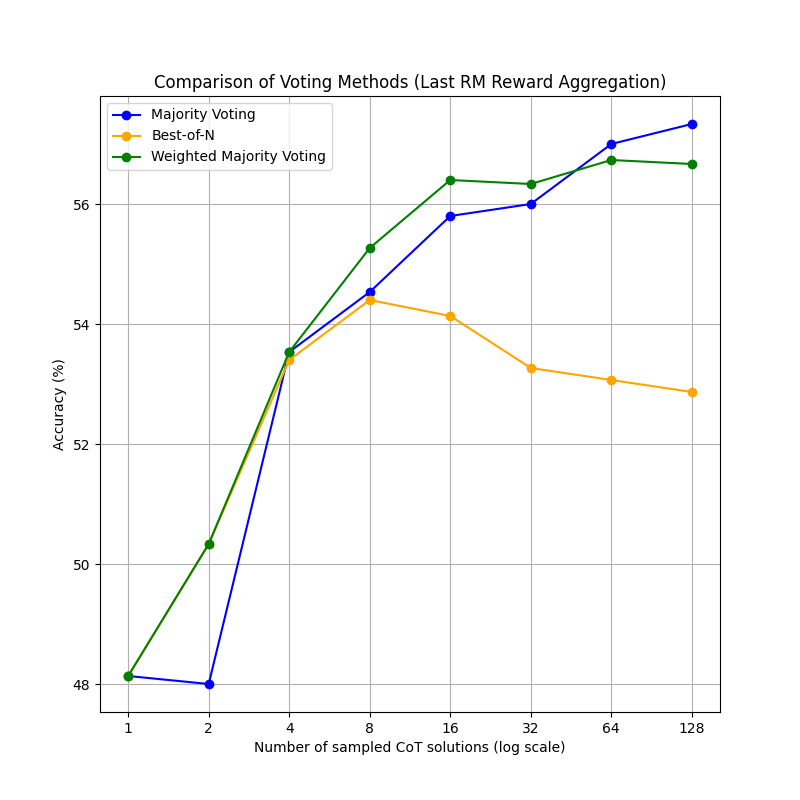 Comparison of Voting Methods (Last RM Reward Aggregation)
Majority Voting
Best-of-N
Weighted Majority Voting
Accuracy (%)
56
54
52
50
48
1 2 4 8 16 32 64 128
Number of sampled CoT solutions (log scale)